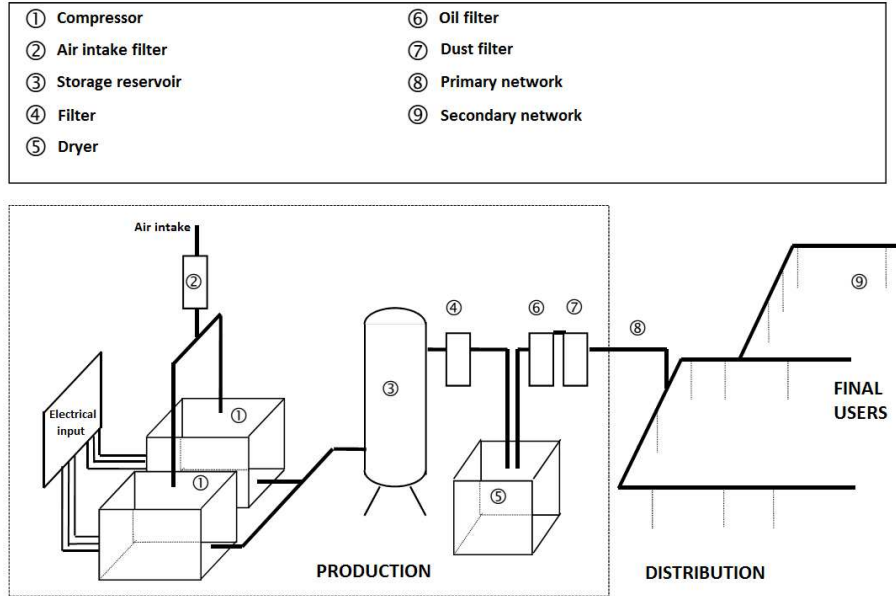 ① Compressor
② Air intake filter
③ Storage reservoir
④ Filter
⑤ Dryer
⑥ Oil filter
⑦ Dust filter
⑧ Primary network
⑨ Secondary network
Air intake
②
④
⑥
⑦
⑧
⑨
③
①
Electrical
input
①
⑤
FINAL
USERS
PRODUCTION
DISTRIBUTION